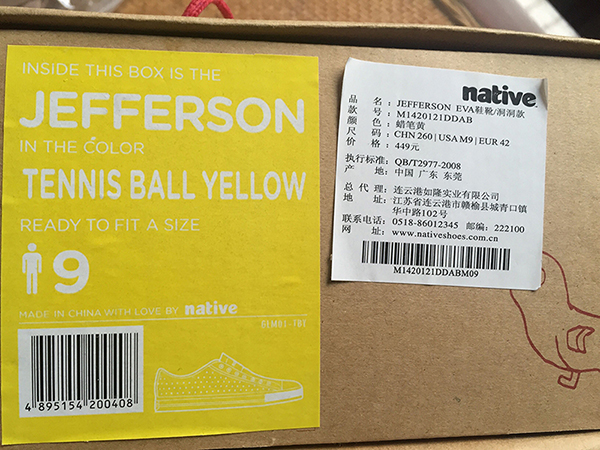 INSIDE THIS BOX IS THE
JEFFERSON
IN THE COLOR
TENNIS BALL YELLOW
READY TO FIT A SIZE
9
MADE IN CHINA WITH LOVE BY native
GLM01-TBY
4 895154 200408
native
品 名：JEFFERSON EVA鞋靴/洞洞款
款 号：M1420121DDAB
颜 色：蜡笔黄
尺 码：CHN 260 | USA M9 | EUR 42
价 格：449元
执行标准：QB/T2977-2008
产 地：中国 广东 东莞
总 代 理：连云港如隆实业有限公司
地 址：江苏省连云港市赣榆县城青口镇
华中路102号
联系电话：0518-86012345 邮编：222100
网 址：www.nativeshoes.com.cn
M1420121DDABM09